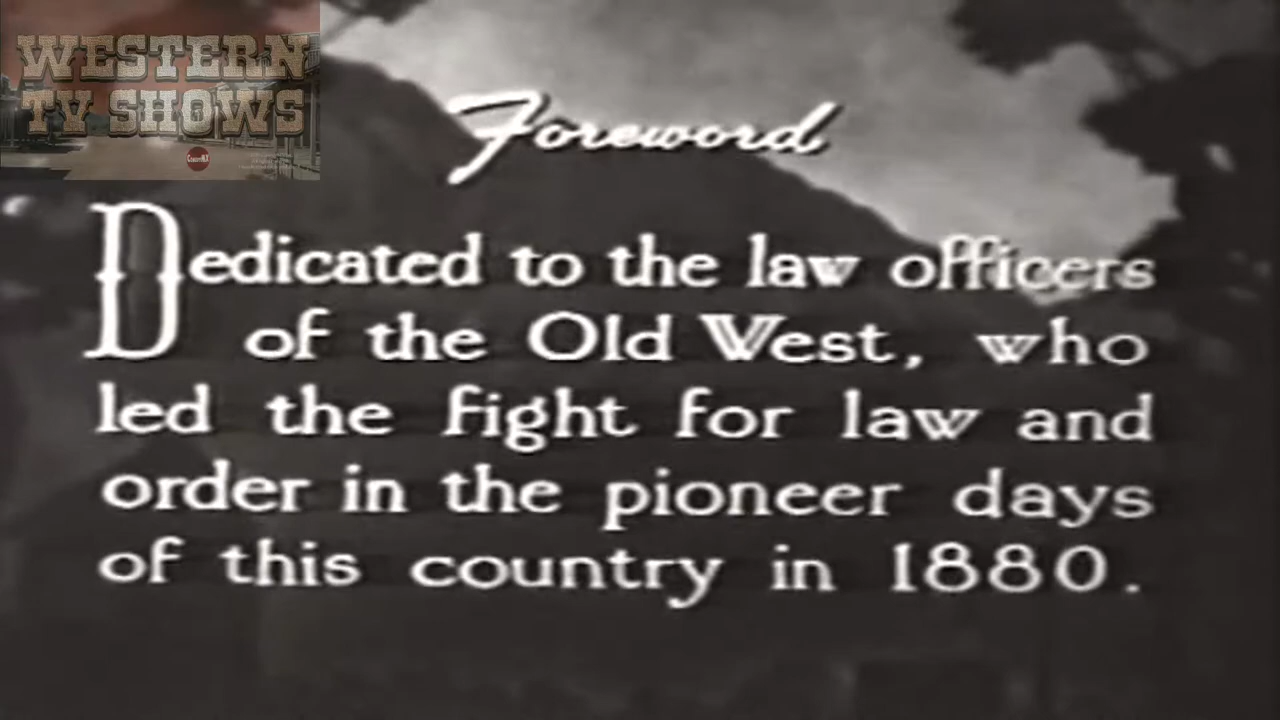 WESTERN
TV SHOWS
Foreword
Dedicated to the law officers
of the Old West, who
led the fight for law and
order in the pioneer days
of this country in 1880.